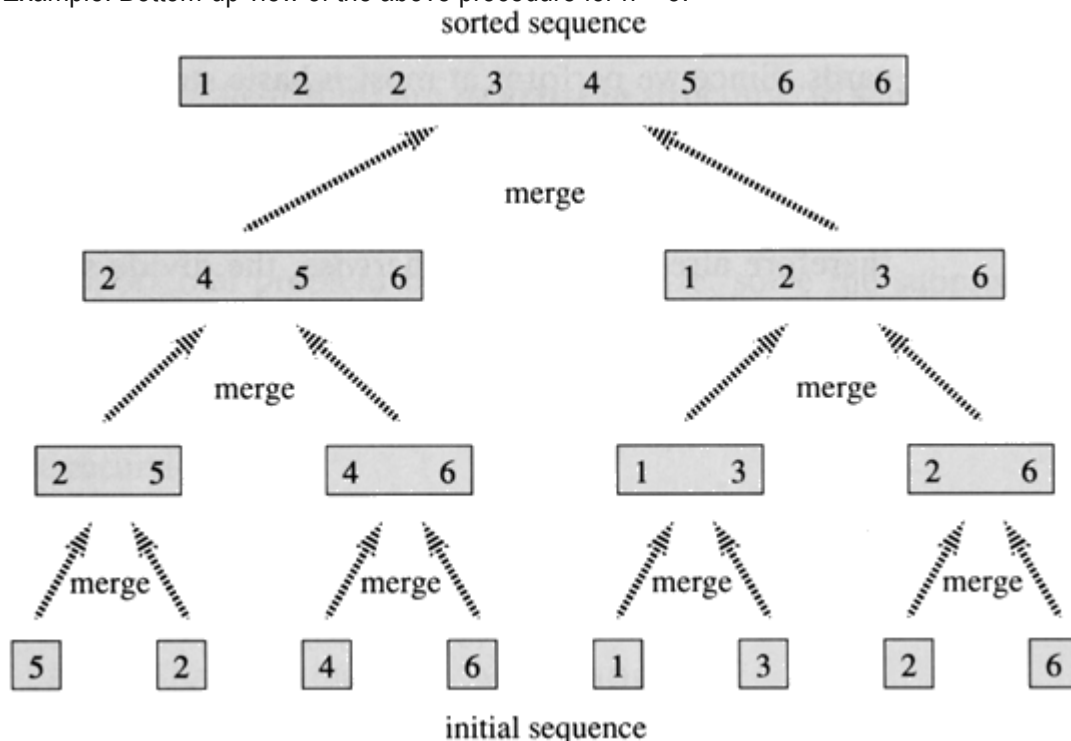 Example: Bottom-up view of the above procedure for
sorted sequence
1 2 2 3 4 5 6 6
merge
2 4 5 6 1 2 3 6
merge merge
2 5 4 6 1 3 2 6
merge merge merge merge
5 2 4 6 1 3 2 6
initial sequence